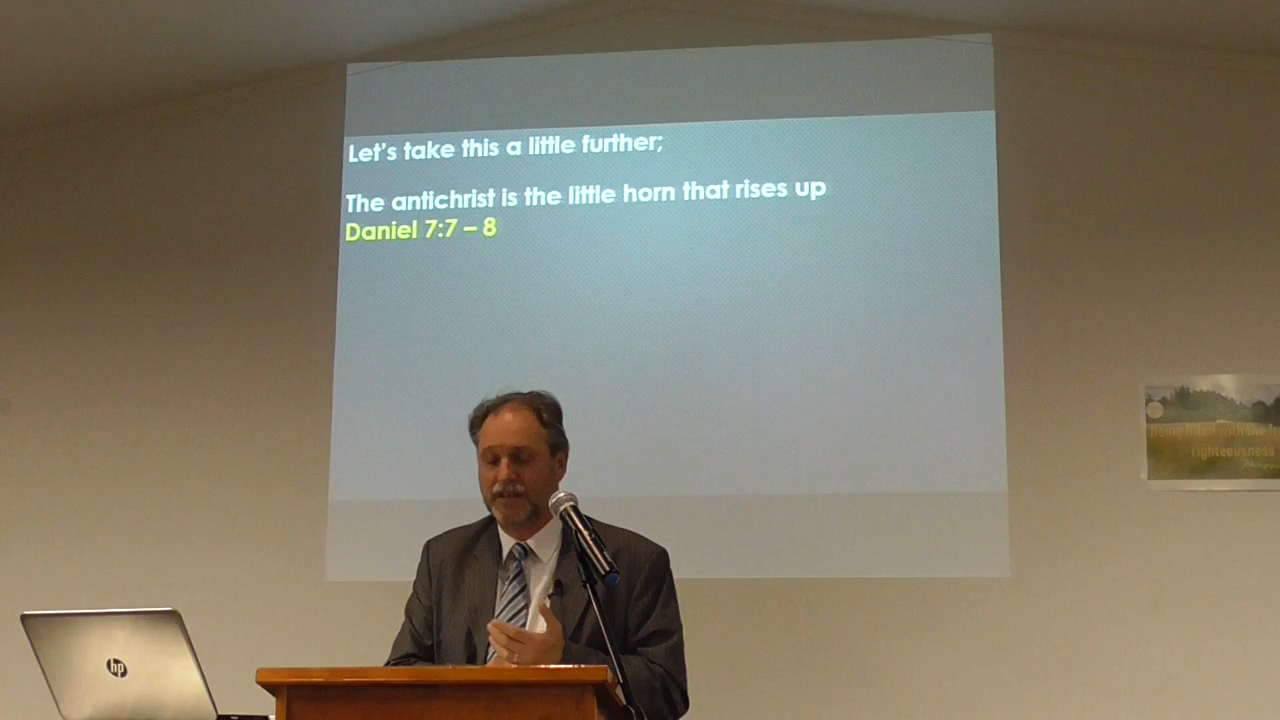 Let's take this a little further;
The antichrist is the little horn that rises up
Daniel 7:7 – 8
righteousness
hp